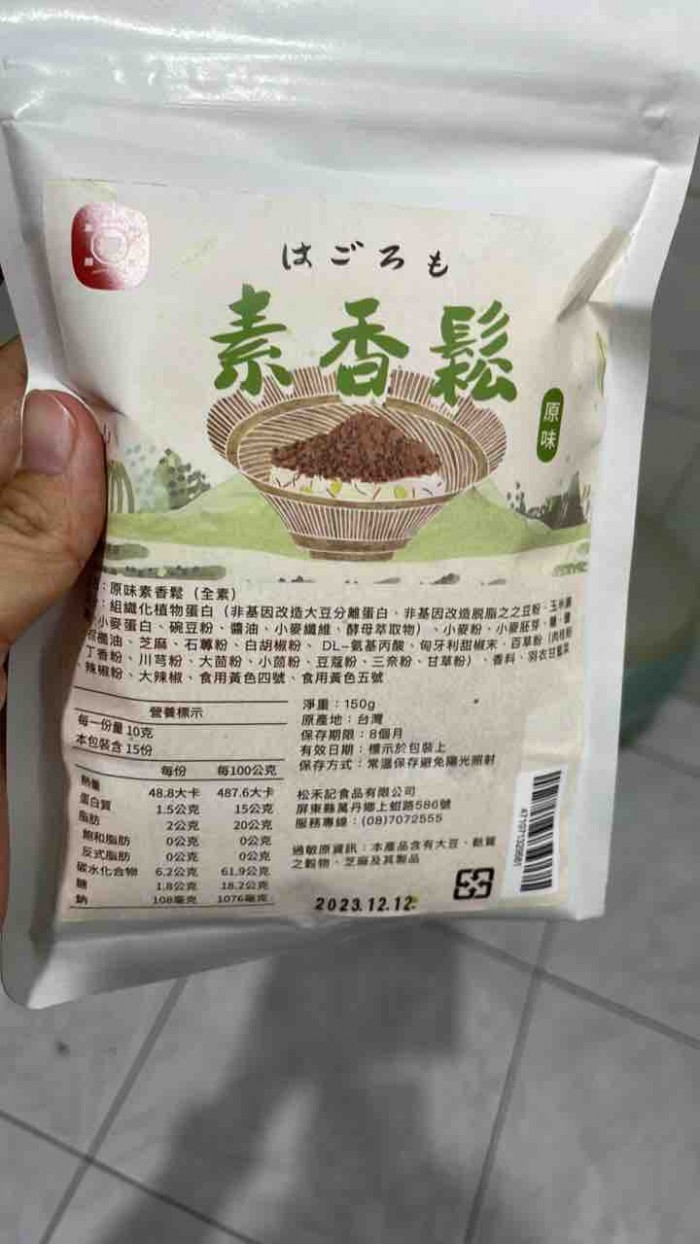 はごろも
素香鬆
原味
：原味素香鬆（全素）
：組織化植物蛋白（非基因改造大豆分離蛋白、非基因改造脫脂之之豆粉、玉米
小麥蛋白、碗豆粉、醬油、小麥纖維、酵母萃取物）、小麥粉、小麥胚芽、糖、鹽
棕櫚油、芝麻、石蓴粉、白胡椒粉、DL-氨基丙酸、匈牙利甜椒末、百草粉（肉桂粉
丁香粉、川芎粉、大茴粉、小茴粉、豆蔻粉、三奈粉、甘草粉）、香料、羽衣甘藍葉
、辣椒粉、大辣椒、食用黃色四號、食用黃色五號
營養標示
每一份量 10克
本包裝含 15份
每份 每100公克
熱量 48.8大卡 487.6大卡
蛋白質 1.5公克 15公克
脂肪 2公克 20公克
飽和脂肪 0公克 0公克
反式脂肪 0公克 0公克
碳水化合物 6.2公克 61.9公克
糖 1.8公克 18.2公克
鈉 108毫克 1076毫克
淨重：150g
原產地：台灣
保存期限：8個月
有效日期：標示於包裝上
保存方式：常溫保存避免陽光照射
松禾記食品有限公司
屏東縣萬丹鄉上蚶路586號
服務專線：(08)7072555
過敏原資訊：本產品含有大豆、麩質
之穀物、芝麻及其製品
2023.12.12